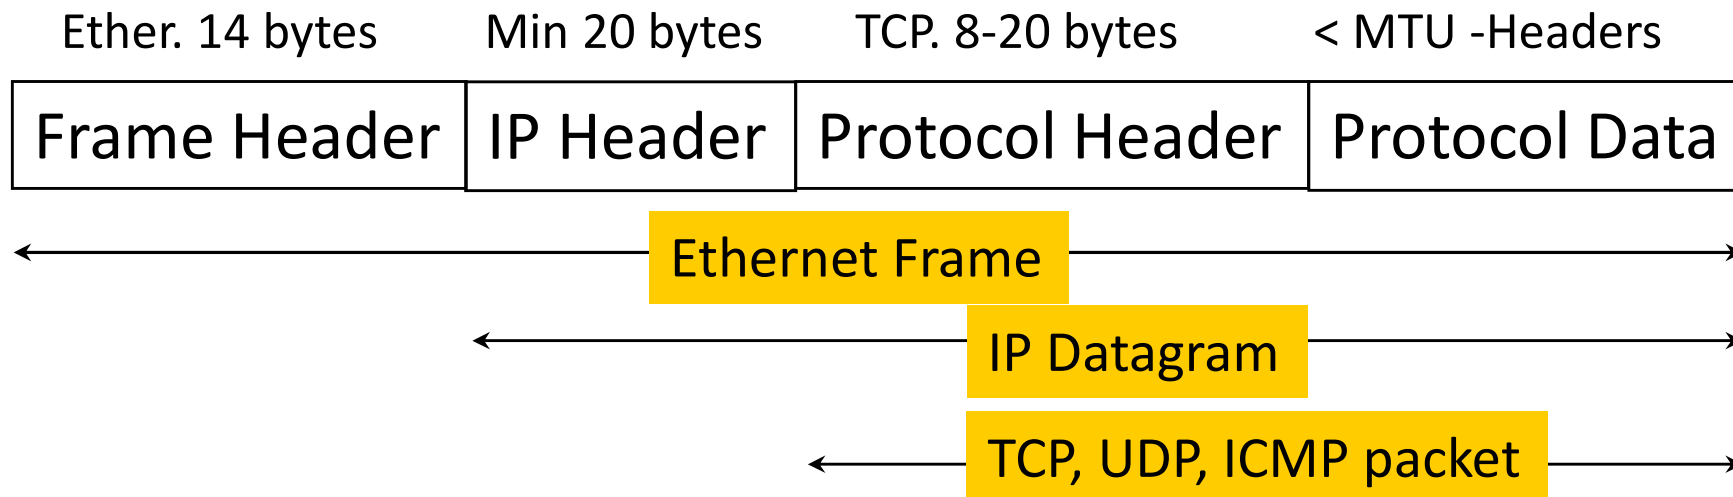 Ether. 14 bytes Min 20 bytes TCP. 8-20 bytes < MTU -Headers
Frame Header IP Header Protocol Header Protocol Data
Ethernet Frame
IP Datagram
TCP, UDP, ICMP packet